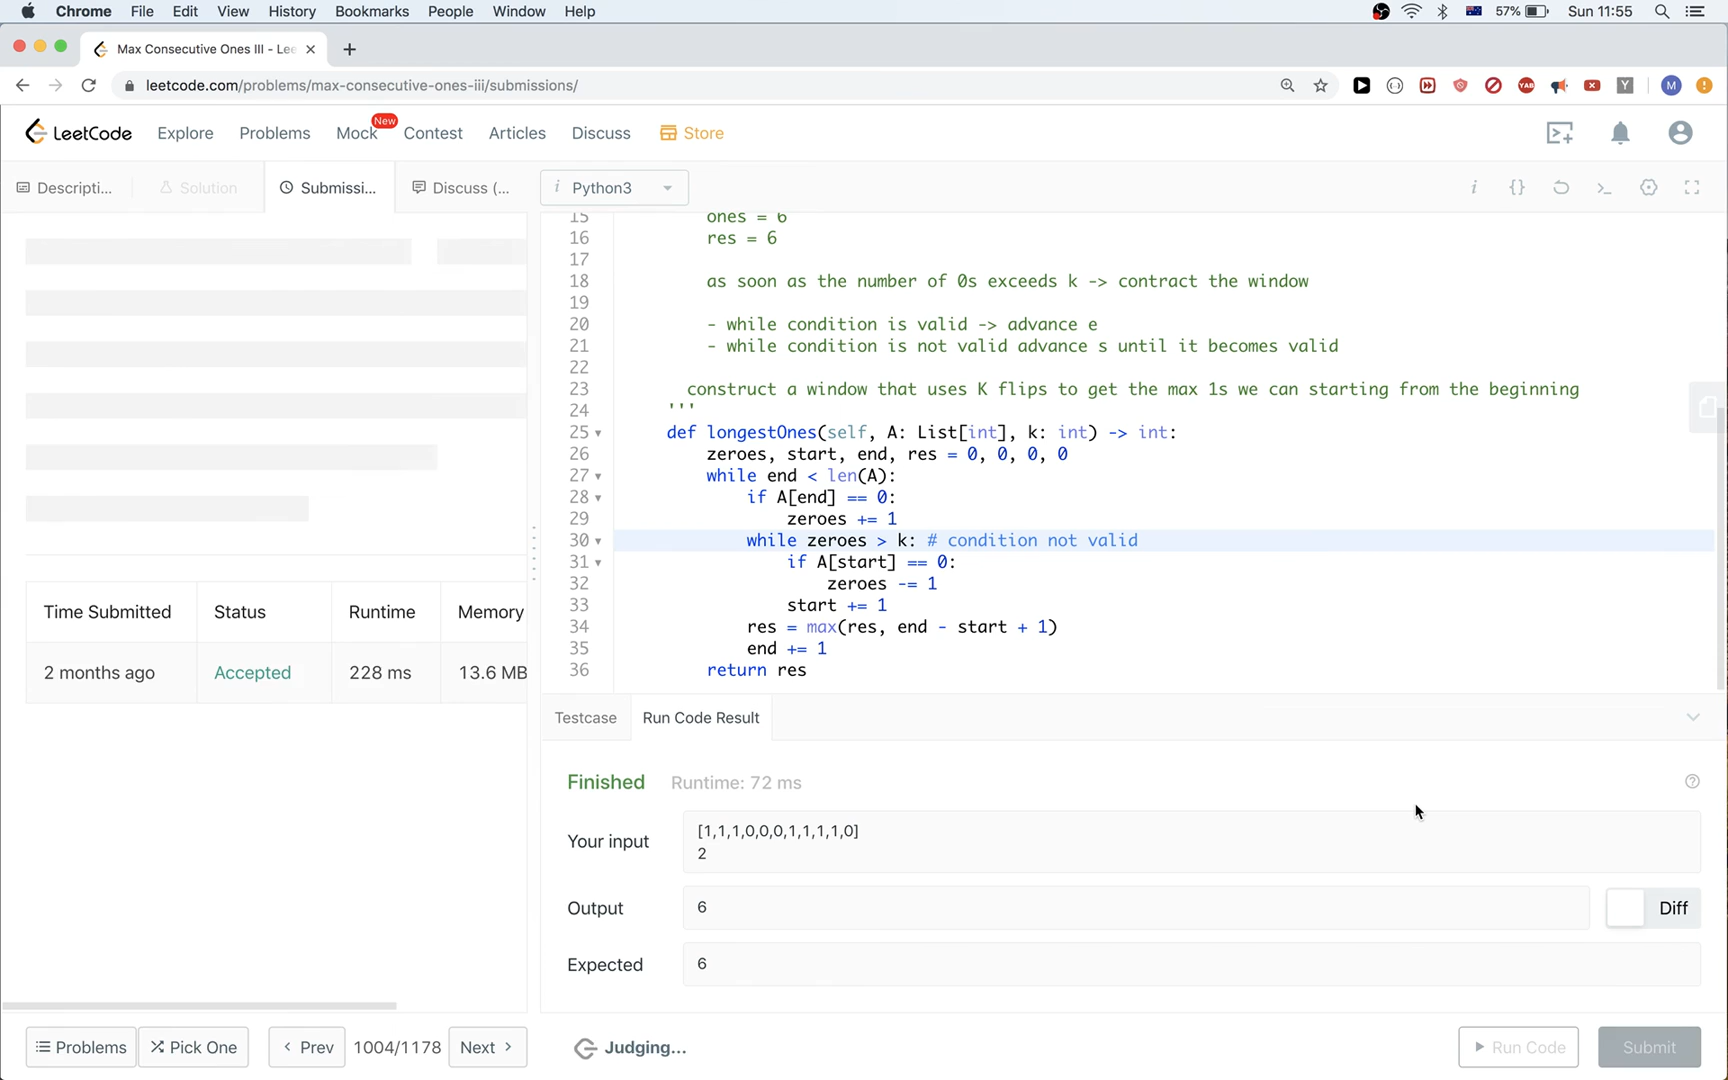 Chrome File Edit View History Bookmarks People Window Help 57% Sun 11:55
Max Consecutive Ones III - Lee
leetcode.com/problems/max-consecutive-ones-iii/submissions/
YAB Y M
LeetCode Explore Problems Mock New Contest Articles Discuss Store
Descripti... Solution Submissi... Discuss (... i Python3 i {}
15 ones = 6
16 res = 6
17
18 as soon as the number of 0s exceeds k -> contract the window
19
20 - while condition is valid -> advance e
21 - while condition is not valid advance s until it becomes valid
22
23 construct a window that uses K flips to get the max 1s we can starting from the beginning
24 '''
25 def longestOnes(self, A: List[int], k: int) -> int:
26 zeroes, start, end, res = 0, 0, 0, 0
27 while end < len(A):
28 if A[end] == 0:
29 zeroes += 1
30 while zeroes > k: # condition not valid
31 if A[start] == 0:
32 zeroes -= 1
33 start += 1
34 res = max(res, end - start + 1)
35 end += 1
36 return res
Time Submitted Status Runtime Memory
2 months ago Accepted 228 ms 13.6 MB
Testcase Run Code Result
Finished Runtime: 72 ms
Your input
[1,1,1,0,0,0,1,1,1,1,0]
2
Output 6 Diff
Expected 6
Problems Pick One Prev 1004/1178 Next Judging... Run Code Submit